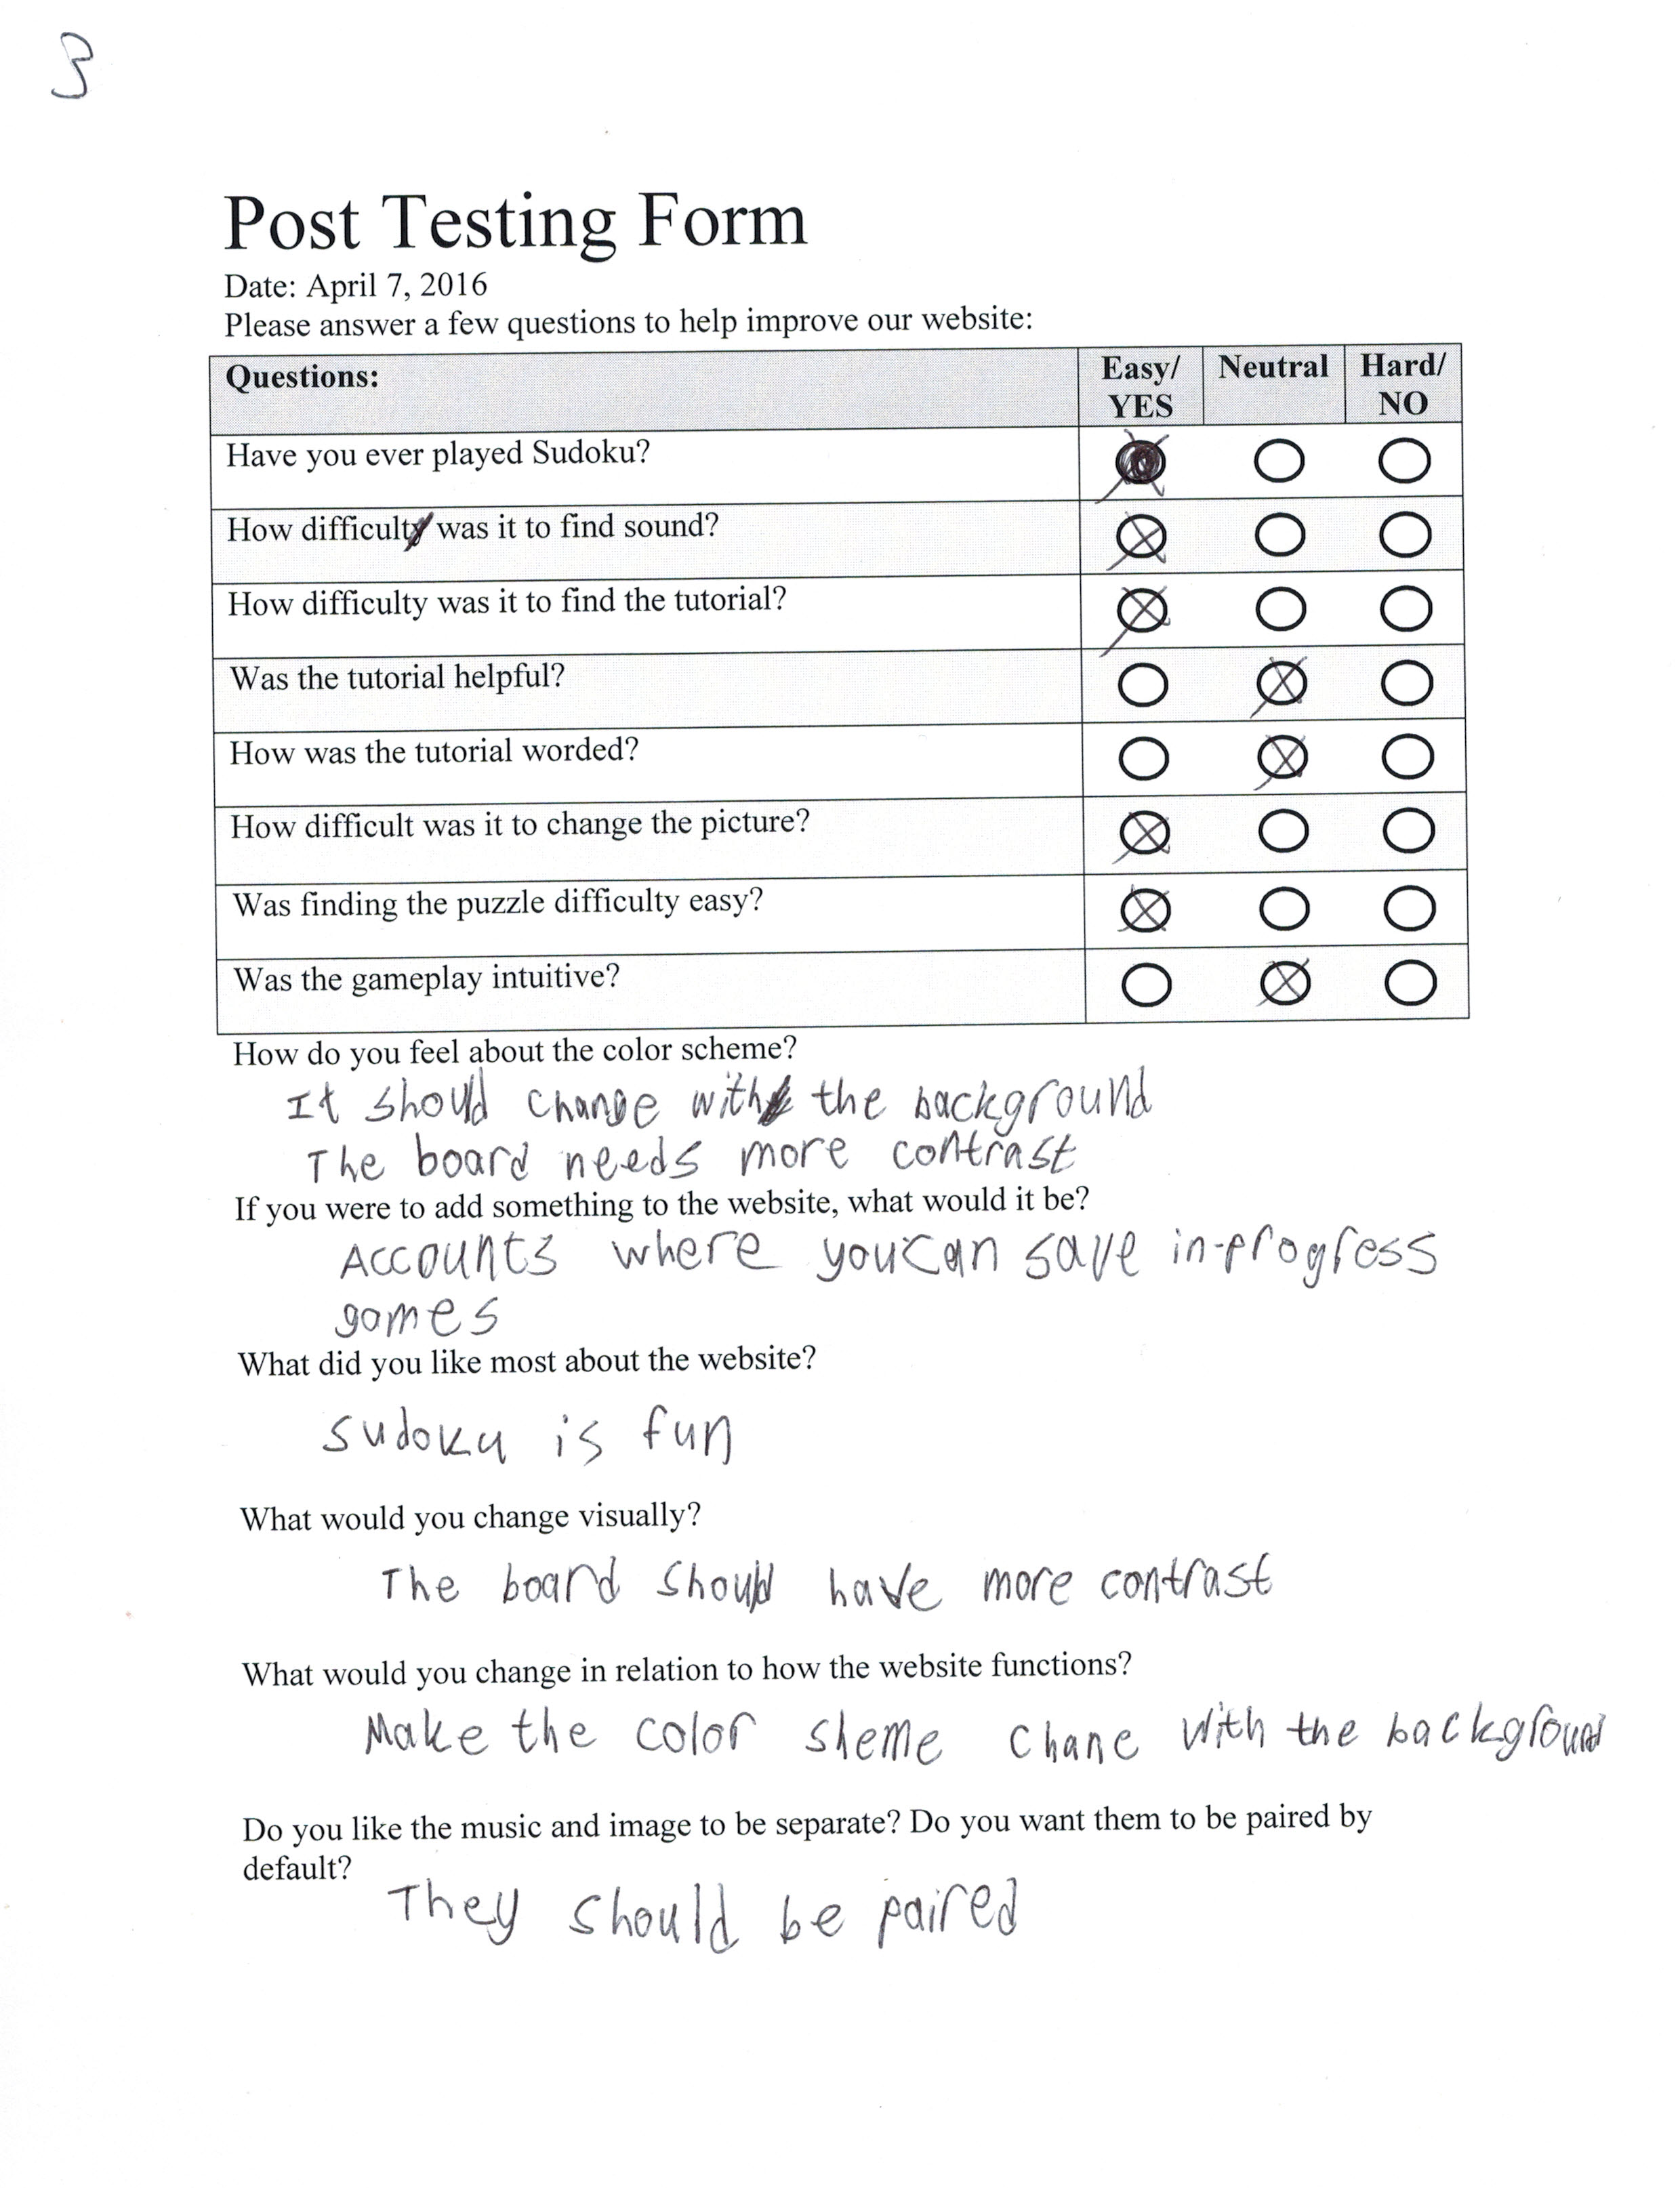 3
Post Testing Form
Date: April 7, 2016
Please answer a few questions to help improve our website:
Questions: Easy/ YES Neutral Hard/ NO
Have you ever played Sudoku?
How difficult was it to find sound?
How difficulty was it to find the tutorial?
Was the tutorial helpful?
How was the tutorial worded?
How difficult was it to change the picture?
Was finding the puzzle difficulty easy?
Was the gameplay intuitive?
How do you feel about the color scheme?
It should change with the background
The board needs more contrast
If you were to add something to the website, what would it be?
Accounts where you can save in-progress
games
What did you like most about the website?
sudoku is fun
What would you change visually?
The board should have more contrast
What would you change in relation to how the website functions?
Make the color sheme chane with the background
Do you like the music and image to be separate? Do you want them to be paired by
default?
They should be paired